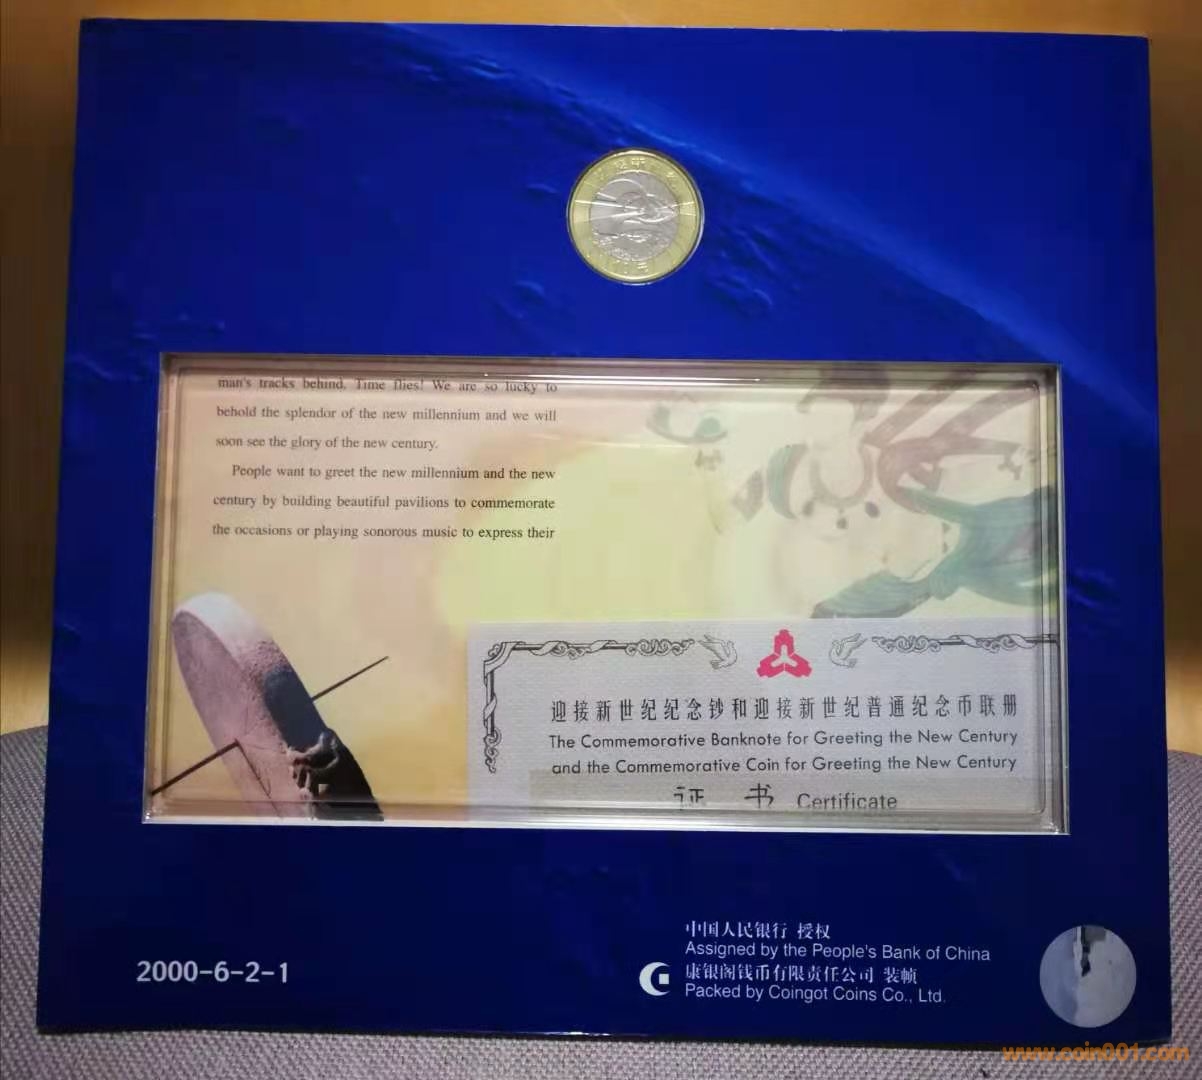 man's tracks behind. Time flies! We are so lucky to
behold the splendor of the new millennium and we will
soon see the glory of the new century.
People want to greet the new millennium and the new
century by building beautiful pavilions to commemorate
the occasions or playing sonorous music to express their
迎接新世纪纪念钞和迎接新世纪普通纪念币联册
The Commemorative Banknote for Greeting the New Century
and the Commemorative Coin for Greeting the New Century
证 书 Certificate
2000-6-2-1
中国人民银行 授权
Assigned by the People's Bank of China
康银阁钱币有限责任公司 装帧
Packed by Coingot Coins Co., Ltd.
www.coin001.com